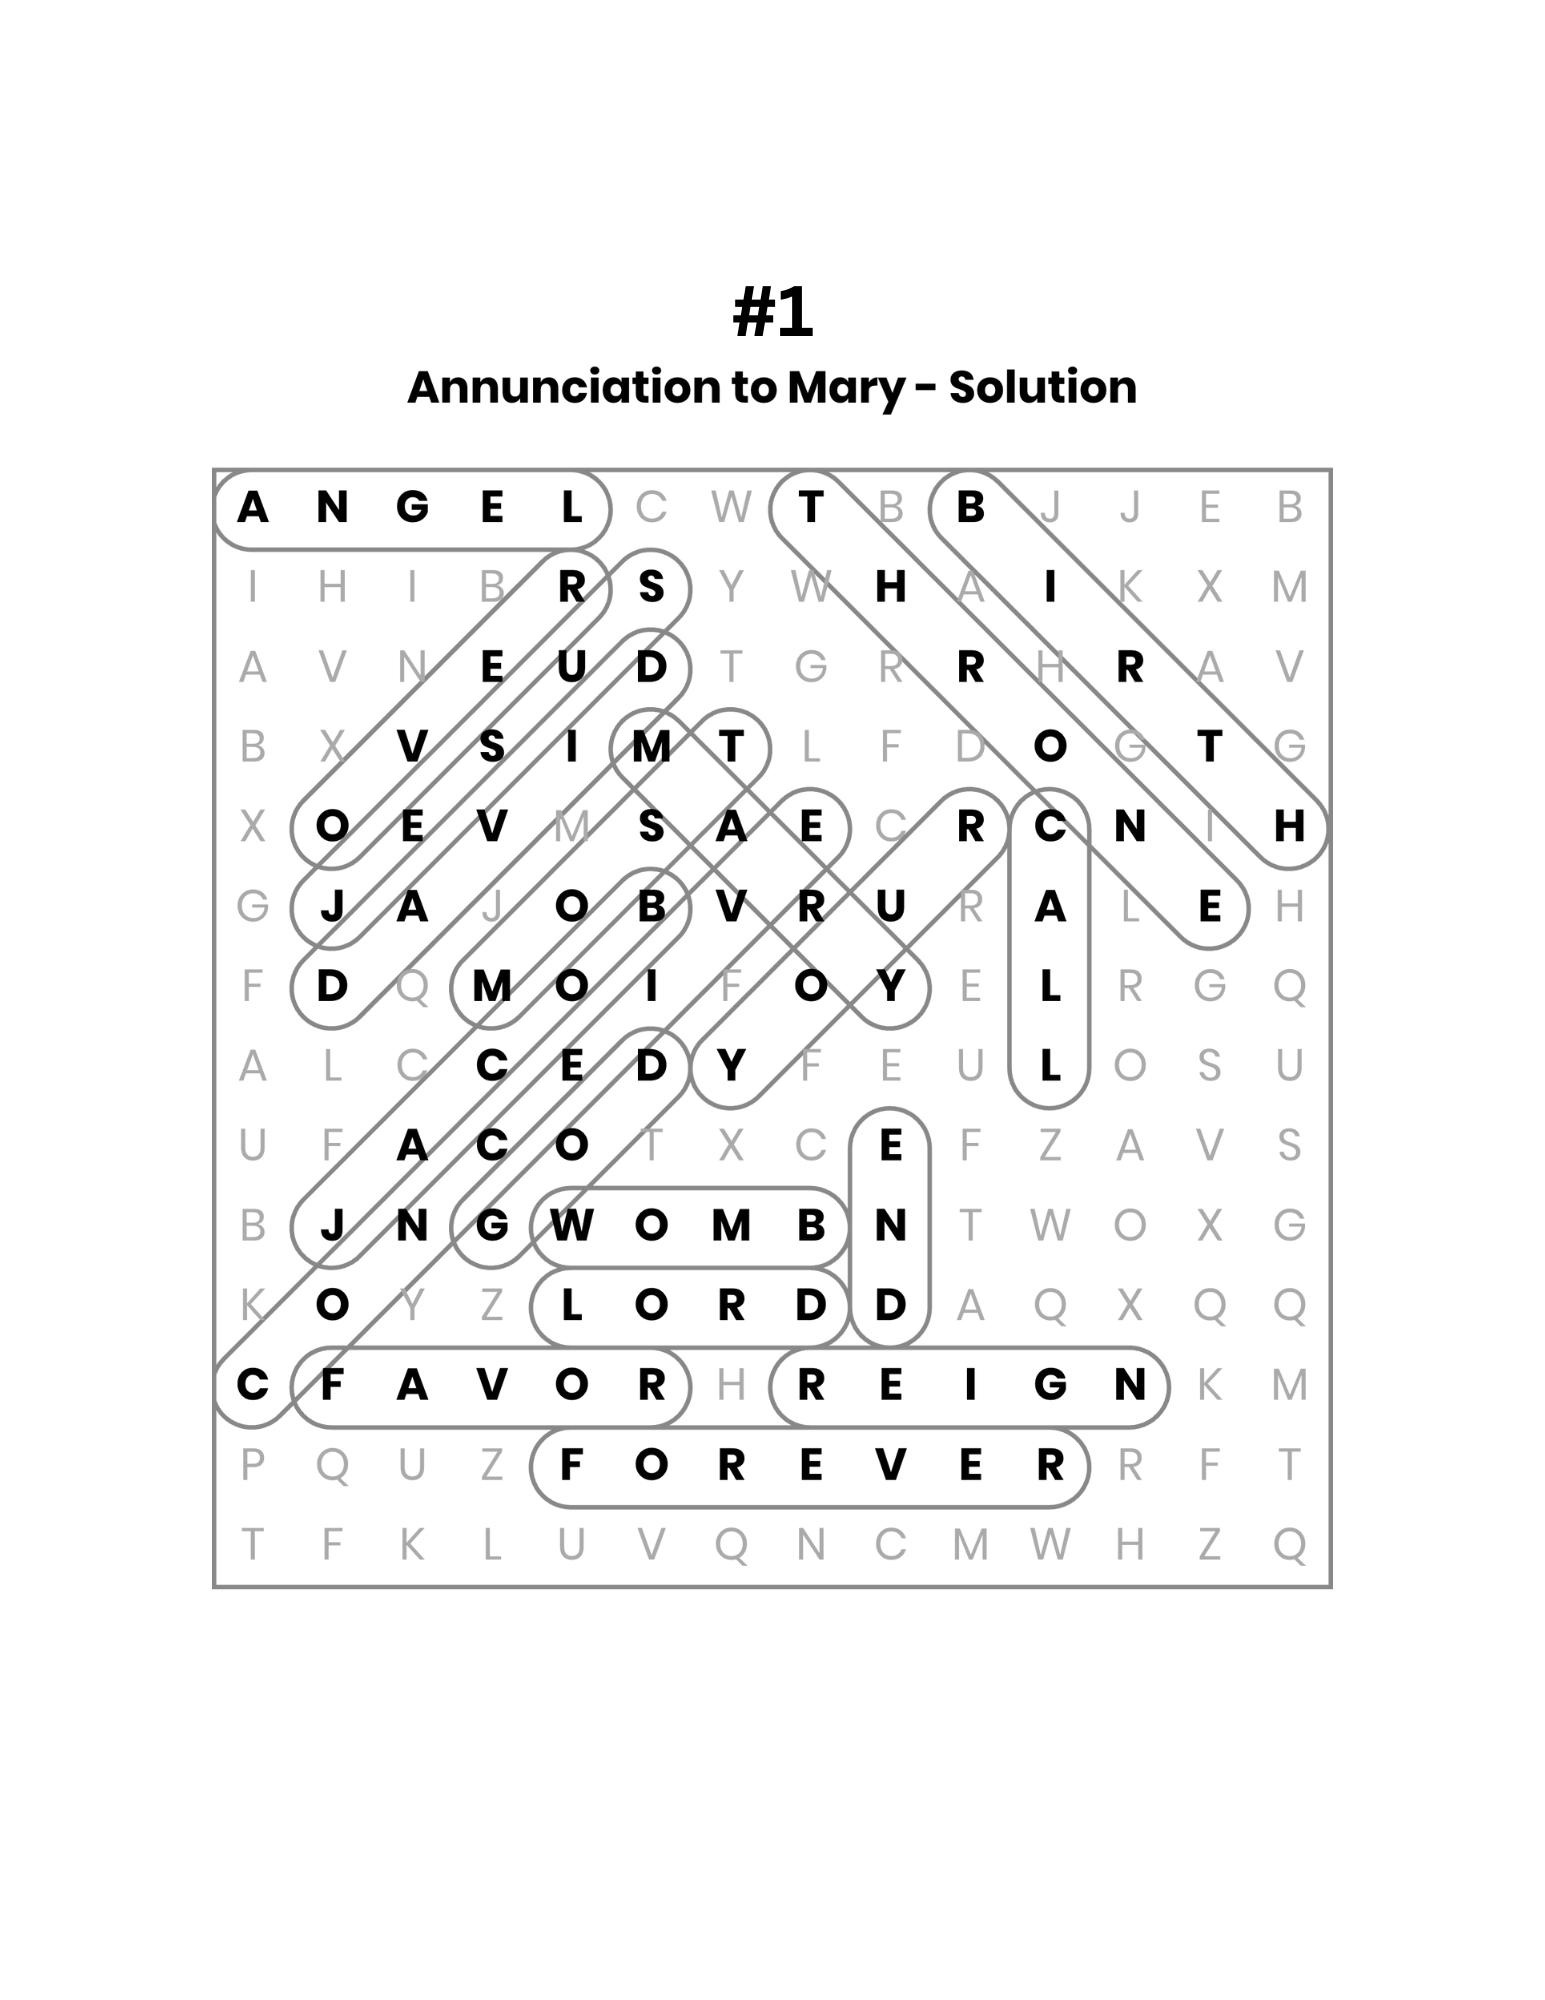 #1
Annunciation to Mary - Solution
A N G E L C W T B B J J E B
I H I B R S Y W H A I K X M
A V N E U D T G R R H R A V
B X V S I M T L F D O G T G
X O E V M S A E C R C N I H
G J A J O B V R U R A L E H
F D Q M O I F O Y E L R G Q
A L C C E D Y F E U L O S U
U F A C O T X C E F Z A V S
B J N G W O M B N T W O X G
K O Y Z L O R D D A Q X Q Q
C F A V O R H R E I G N K M
P Q U Z F O R E V E R R F T
T F K L U V Q N C M W H Z Q